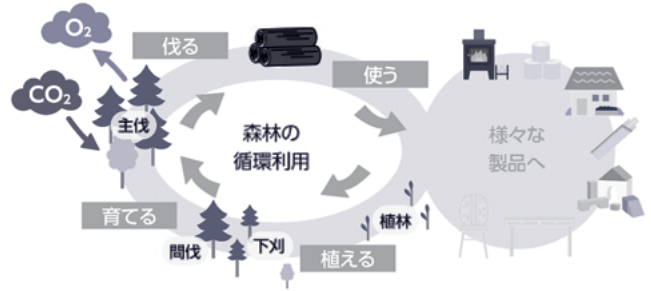 O₂
伐る
使う
CO₂
主伐
森林の
循環利用
様々な
製品へ
育てる
間伐
下刈
植林
植える